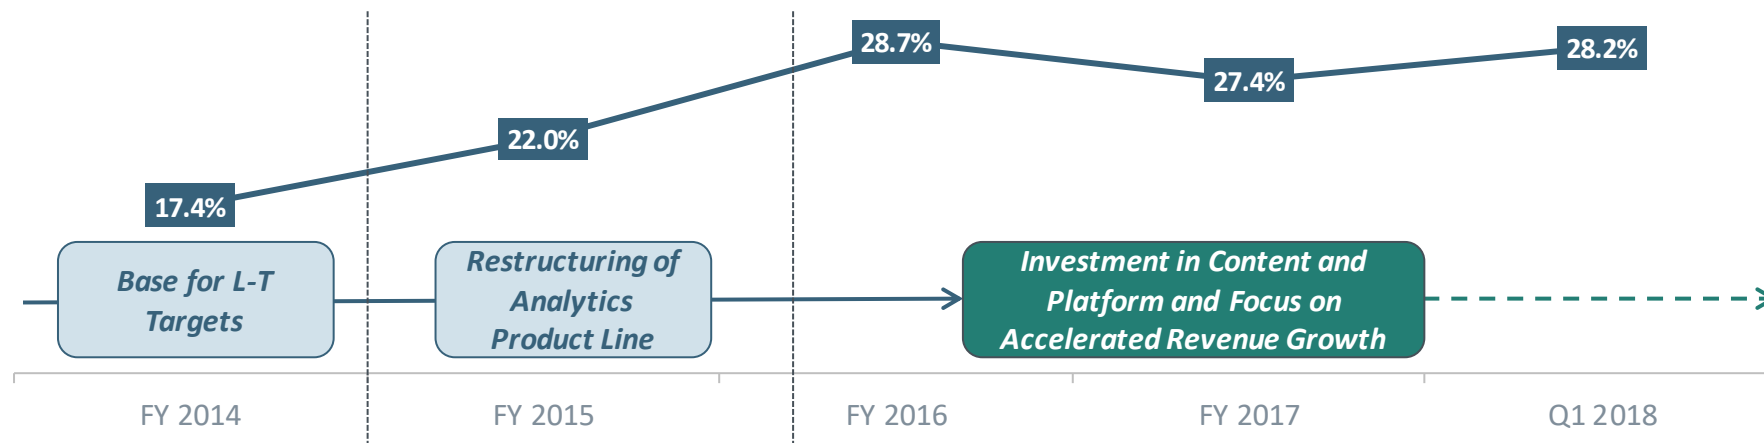 28.7%
28.2%
27.4%
22.0%
17.4%
Base for L-T
Targets
Restructuring of
Analytics
Product Line
Investment in Content and
Platform and Focus on
Accelerated Revenue Growth
FY 2014
FY 2015
FY 2016
FY 2017
Q1 2018